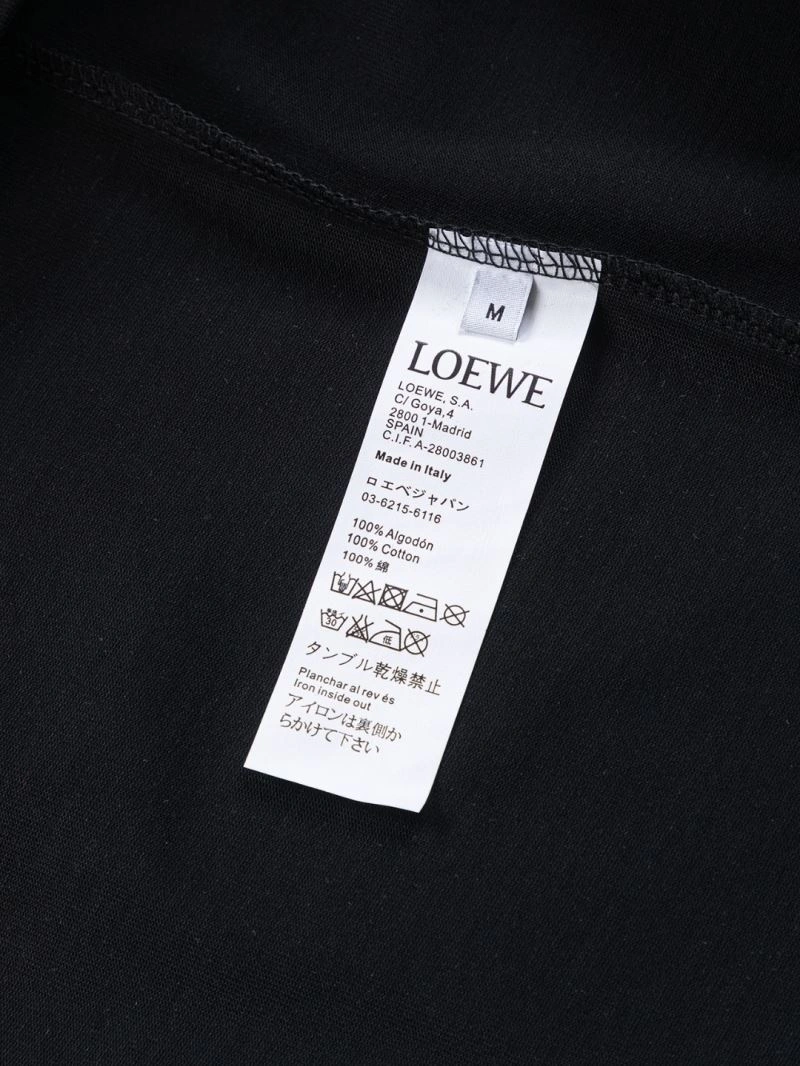 M
LOEWE
LOEWE, S.A.
C/ Goya,4
2800 1-Madrid
SPAIN
C.I.F. A-28003861
Made in Italy
ロエベジャパン
03-6215-6116
100% Algodón
100% Cotton
100% 綿
30
低
タンブル乾燥禁止
Planchar al rev és
Iron inside out
アイロンは裏側か
らかけて下さい